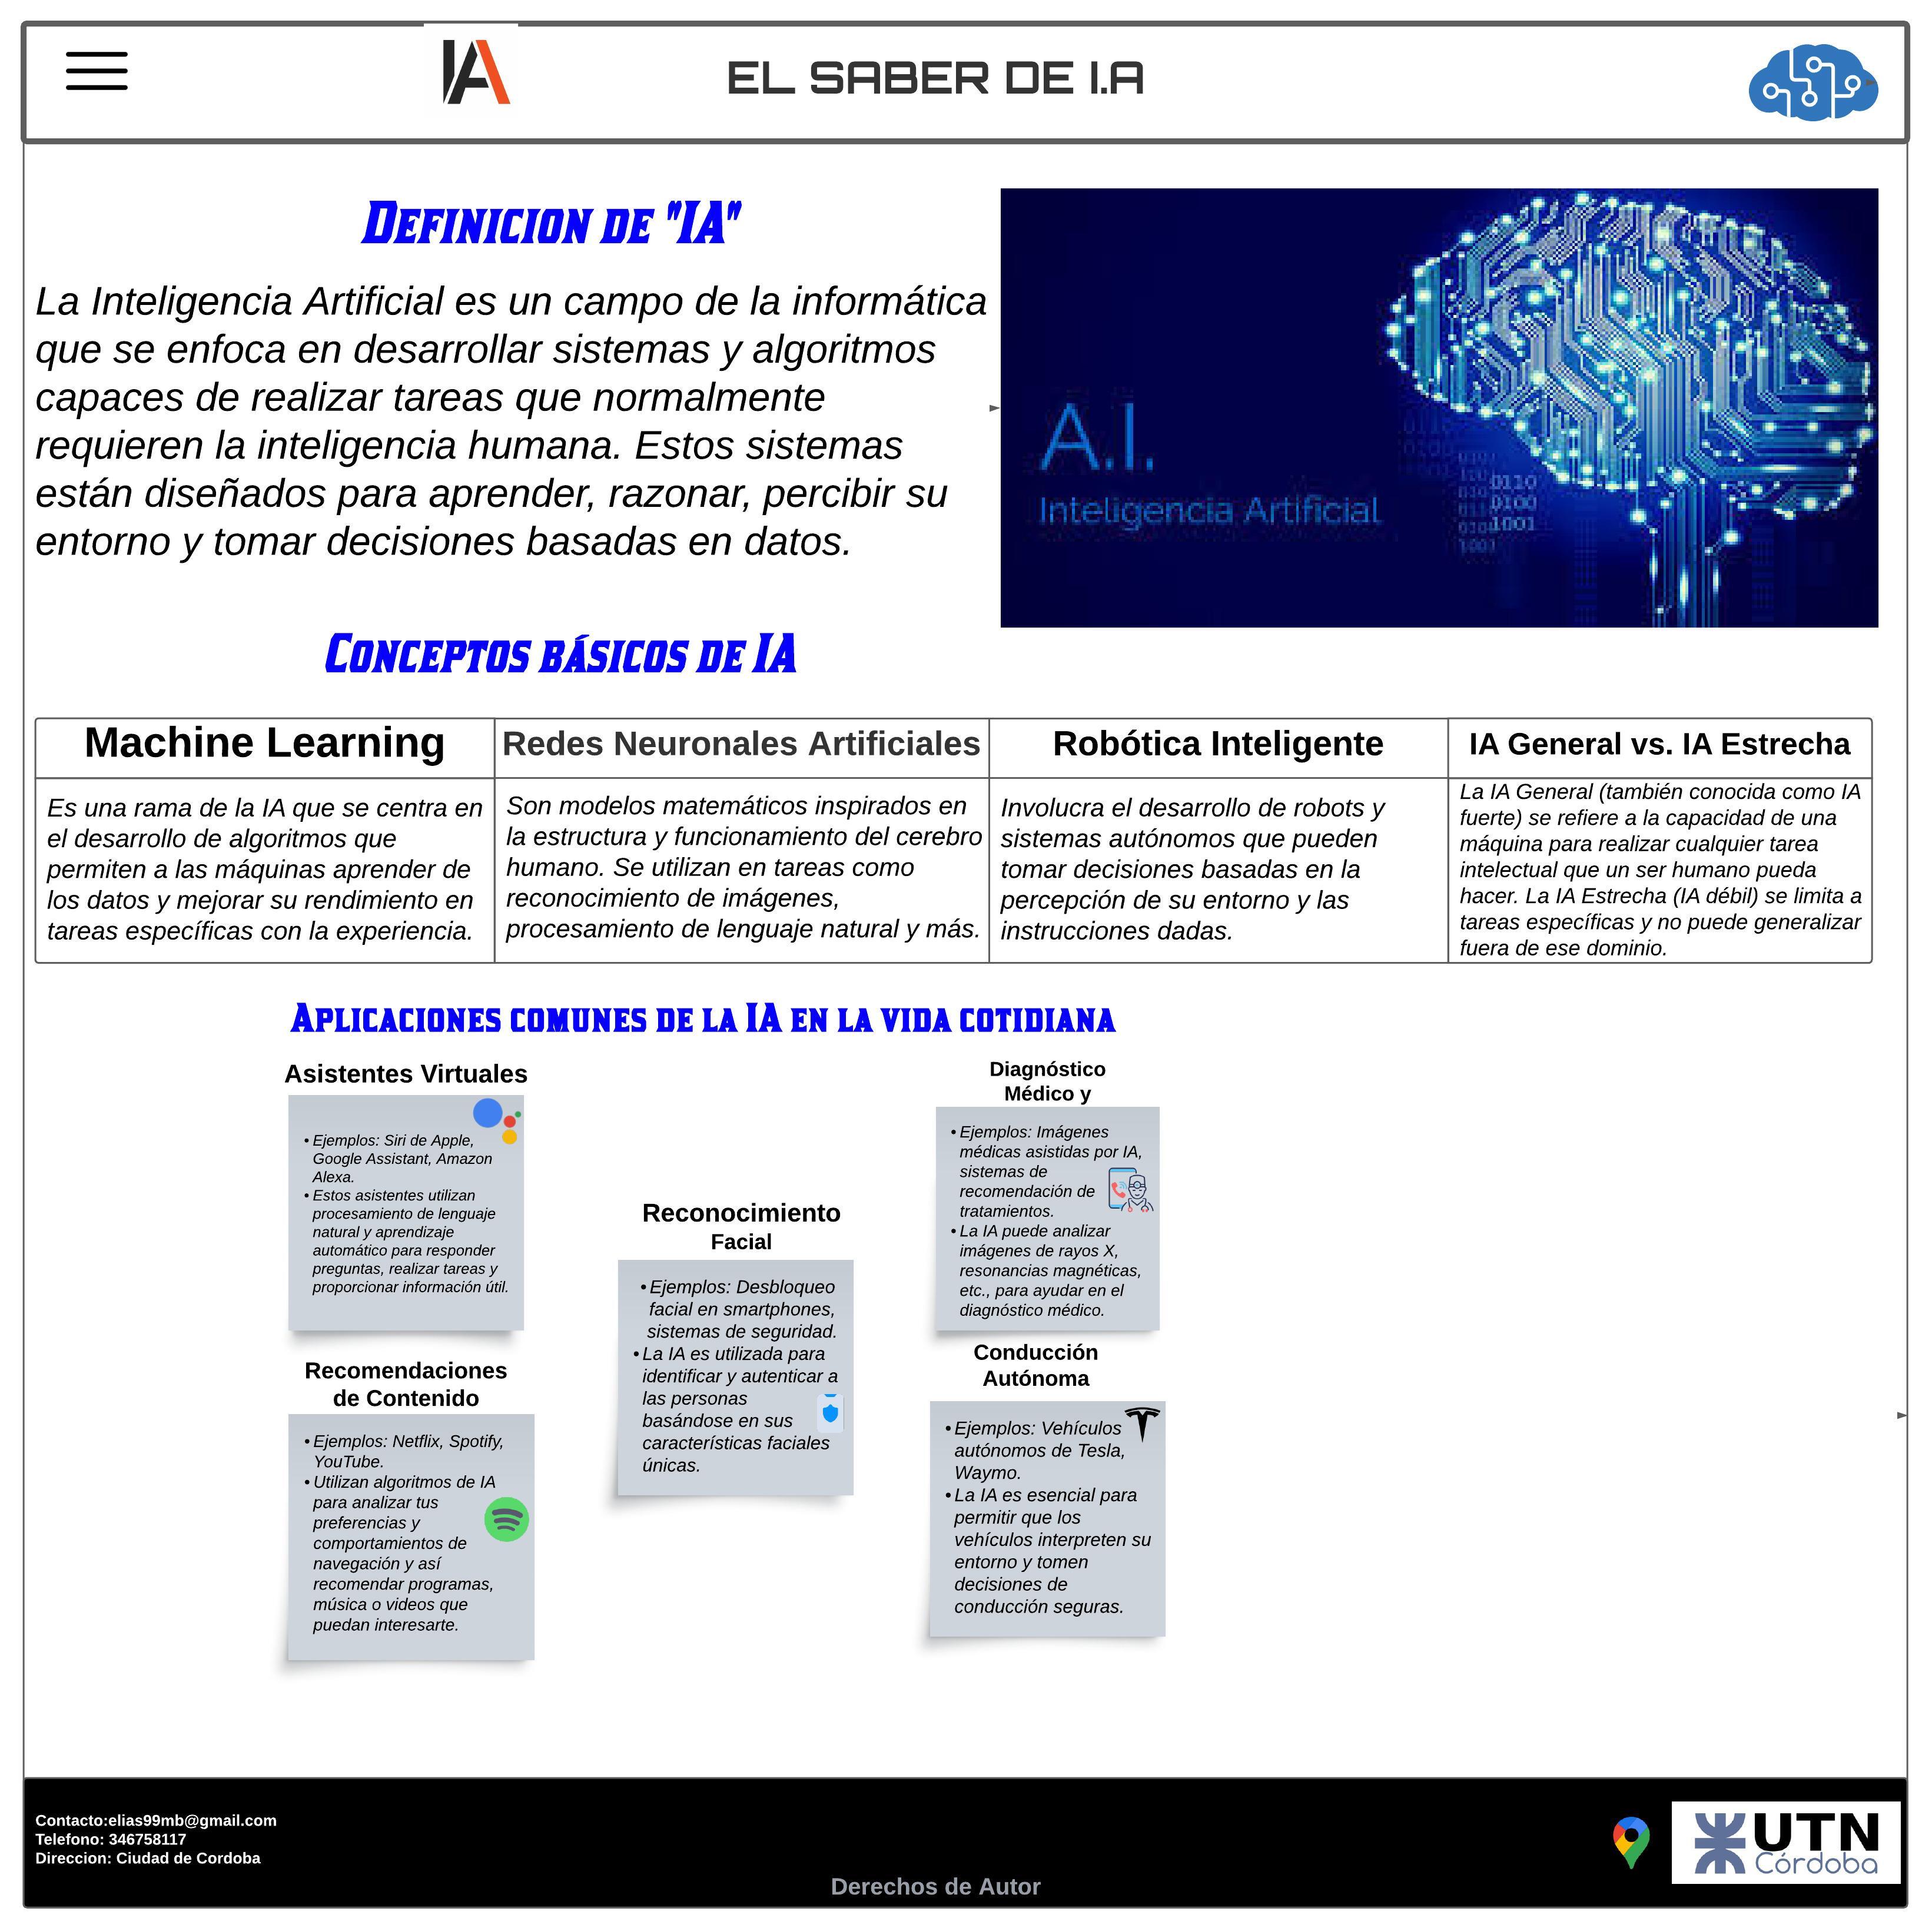 IA
EL SABER DE I.A
Definicion de "IA"
La Inteligencia Artificial es un campo de la informática
que se enfoca en desarrollar sistemas y algoritmos
capaces de realizar tareas que normalmente
requieren la inteligencia humana. Estos sistemas
están diseñados para aprender, razonar, percibir su
entorno y tomar decisiones basadas en datos.
A.I.
Inteligencia Artificial
0110
0100
1001
Conceptos básicos de IA
Machine Learning
Es una rama de la IA que se centra en
el desarrollo de algoritmos que
permiten a las máquinas aprender de
los datos y mejorar su rendimiento en
tareas específicas con la experiencia.
Redes Neuronales Artificiales
Son modelos matemáticos inspirados en
la estructura y funcionamiento del cerebro
humano. Se utilizan en tareas como
reconocimiento de imágenes,
procesamiento de lenguaje natural y más.
Robótica Inteligente
Involucra el desarrollo de robots y
sistemas autónomos que pueden
tomar decisiones basadas en la
percepción de su entorno y las
instrucciones dadas.
IA General vs. IA Estrecha
La IA General (también conocida como IA
fuerte) se refiere a la capacidad de una
máquina para realizar cualquier tarea
intelectual que un ser humano pueda
hacer. La IA Estrecha (IA débil) se limita a
tareas específicas y no puede generalizar
fuera de ese dominio.
Aplicaciones comunes de la IA en la vida cotidiana
Asistentes Virtuales
• Ejemplos: Siri de Apple,
Google Assistant, Amazon
Alexa.
• Estos asistentes utilizan
procesamiento de lenguaje
natural y aprendizaje
automático para responder
preguntas, realizar tareas y
proporcionar información útil.
Recomendaciones
de Contenido
• Ejemplos: Netflix, Spotify,
YouTube.
• Utilizan algoritmos de IA
para analizar tus
preferencias y
comportamientos de
navegación y así
recomendar programas,
música o videos que
puedan interesarte.
Reconocimiento
Facial
• Ejemplos: Desbloqueo
facial en smartphones,
sistemas de seguridad.
• La IA es utilizada para
identificar y autenticar a
las personas
basándose en sus
características faciales
únicas.
Diagnóstico
Médico y
• Ejemplos: Imágenes
médicas asistidas por IA,
sistemas de
recomendación de
tratamientos.
• La IA puede analizar
imágenes de rayos X,
resonancias magnéticas,
etc., para ayudar en el
diagnóstico médico.
Conducción
Autónoma
• Ejemplos: Vehículos
autónomos de Tesla,
Waymo.
• La IA es esencial para
permitir que los
vehículos interpreten su
entorno y tomen
decisiones de
conducción seguras.
Contacto:elias99mb@gmail.com
Telefono: 346758117
Direccion: Ciudad de Cordoba
Derechos de Autor
UTN
Córdoba